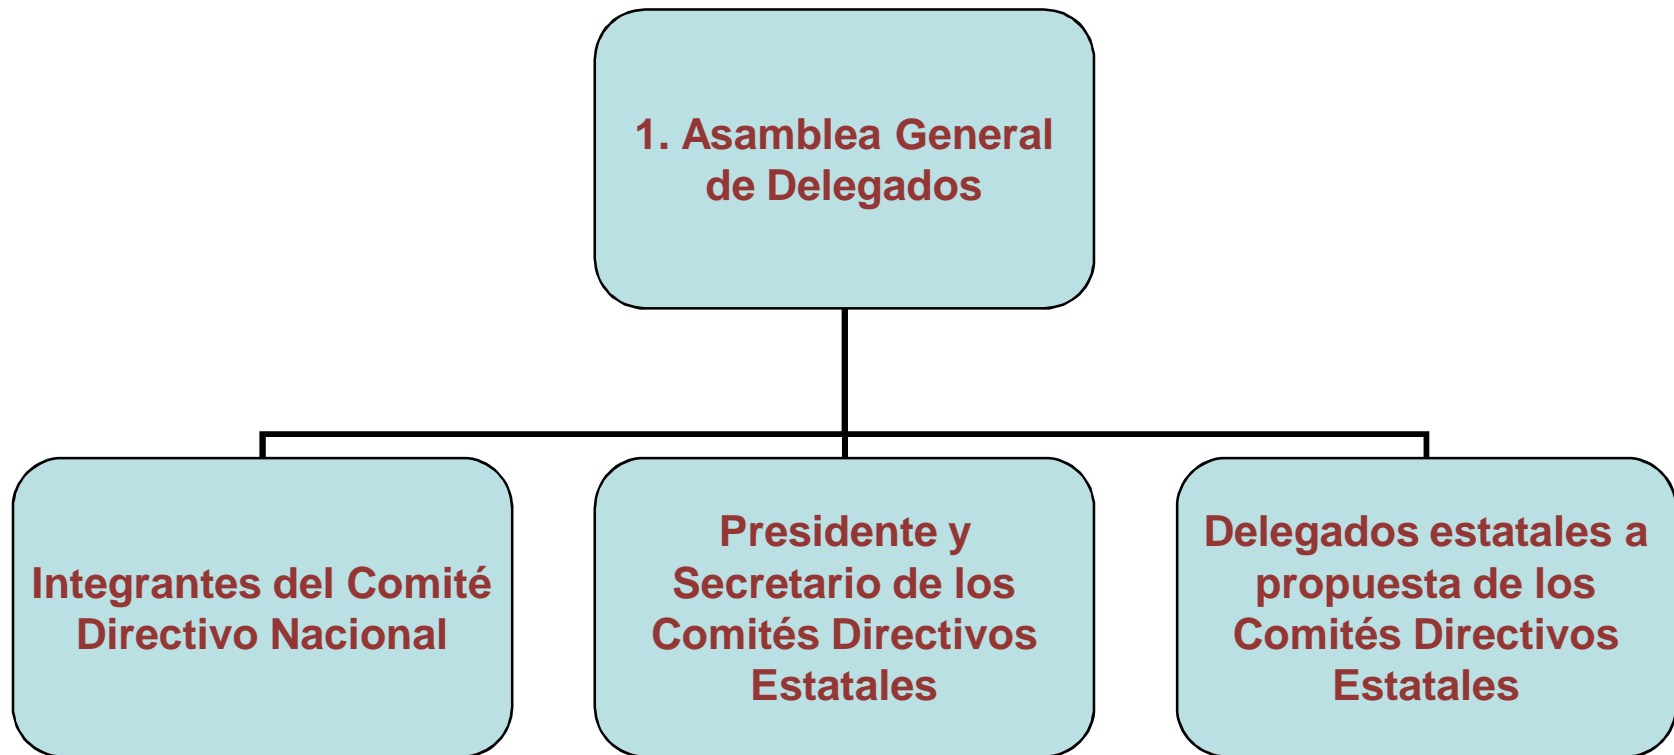 1. Asamblea General
de Delegados
Integrantes del Comité
Directivo Nacional
Presidente y
Secretario de los
Comités Directivos
Estatales
Delegados estatales a
propuesta de los
Comités Directivos
Estatales